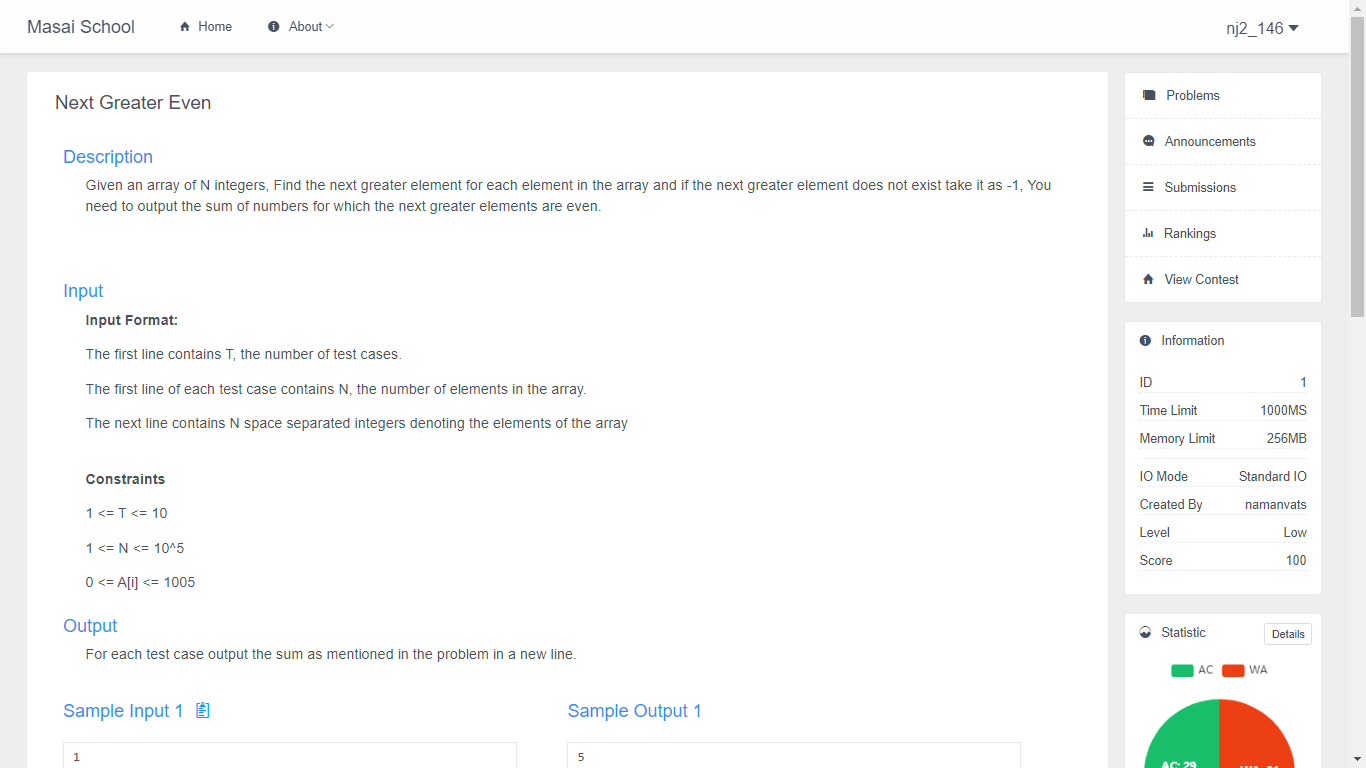 Masai School
Home
About
nj2_146
Next Greater Even
Description
Given an array of N integers, Find the next greater element for each element in the array and if the next greater element does not exist take it as -1, You
need to output the sum of numbers for which the next greater elements are even.
Input
Input Format:
The first line contains T, the number of test cases.
The first line of each test case contains N, the number of elements in the array.
The next line contains N space separated integers denoting the elements of the array
Constraints
1 <= T <= 10
1 <= N <= 10^5
0 <= A[i] <= 1005
Output
For each test case output the sum as mentioned in the problem in a new line.
Sample Input 1
Sample Output 1
1
5
Problems
Announcements
Submissions
Rankings
View Contest
Information
ID 1
Time Limit 1000MS
Memory Limit 256MB
IO Mode Standard IO
Created By namanvats
Level Low
Score 100
Statistic
Details
AC WA
AC: 29